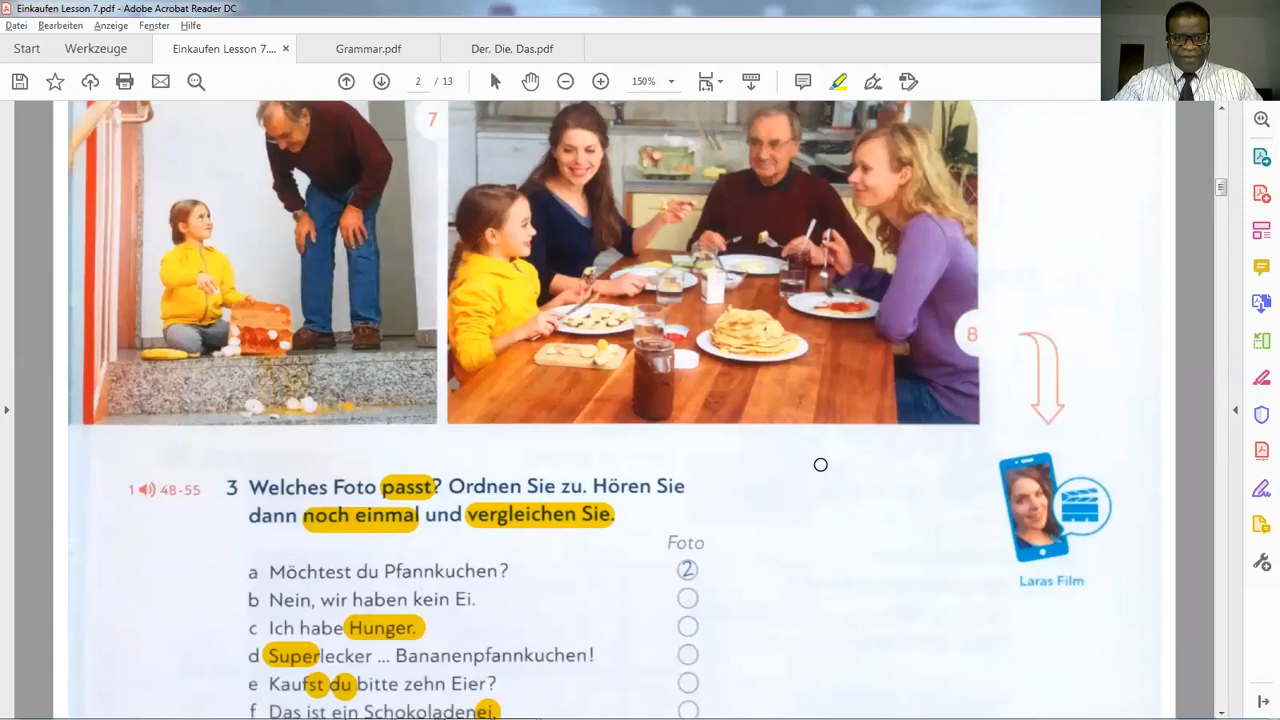 Einkaufen Lesson 7.pdf - Adobe Acrobat Reader DC
Datei Bearbeiten Anzeige Fenster Hilfe
Start Werkzeuge Einkaufen Lesson 7.... × Grammar.pdf Der, Die, Das.pdf
2 / 13 150%
7
8
1 48-55 3 Welches Foto passt? Ordnen Sie zu. Hören Sie
dann noch einmal und vergleichen Sie.
Foto
a Möchtest du Pfannkuchen? 2
b Nein, wir haben kein Ei.
c Ich habe Hunger.
d Superlecker ... Bananenpfannkuchen!
e Kaufst du bitte zehn Eier?
f Das ist ein Schokoladenei.
Laras Film